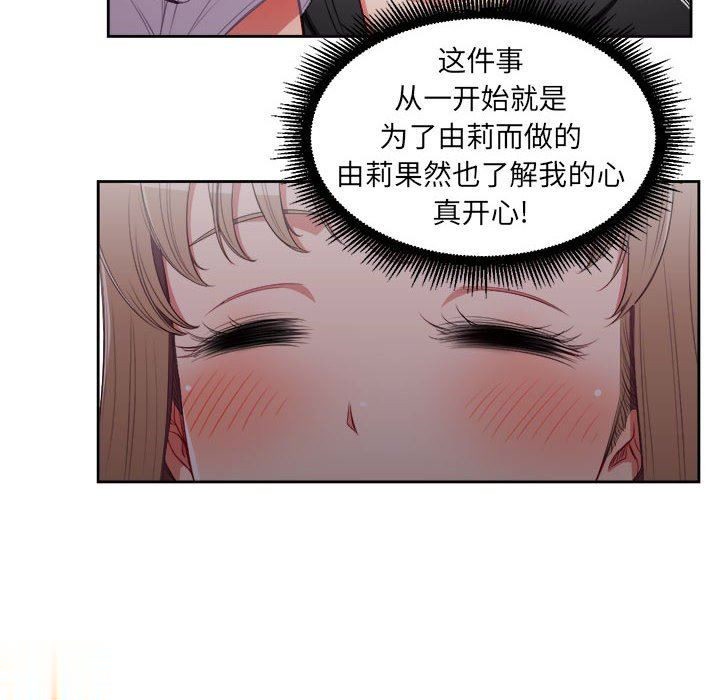 这件事
从一开始就是
为了由莉而做的
由莉果然也了解我的心
真开心!